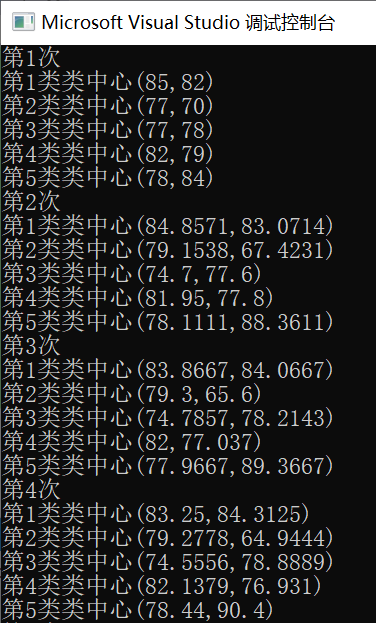 Microsoft Visual Studio 调试控制台
第1次
第1类类中心(85,82)
第2类类中心(77,70)
第3类类中心(77,78)
第4类类中心(82,79)
第5类类中心(78,84)
第2次
第1类类中心(84.8571,83.0714)
第2类类中心(79.1538,67.4231)
第3类类中心(74.7,77.6)
第4类类中心(81.95,77.8)
第5类类中心(78.1111,88.3611)
第3次
第1类类中心(83.8667,84.0667)
第2类类中心(79.3,65.6)
第3类类中心(74.7857,78.2143)
第4类类中心(82,77.037)
第5类类中心(77.9667,89.3667)
第4次
第1类类中心(83.25,84.3125)
第2类类中心(79.2778,64.9444)
第3类类中心(74.5556,78.8889)
第4类类中心(82.1379,76.931)
第5类类中心(78.44,90.4)